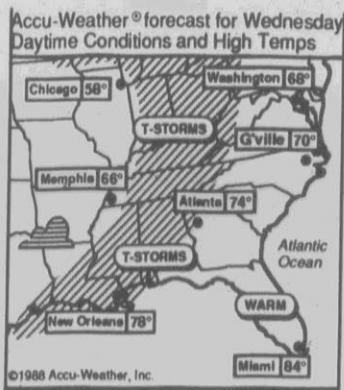 Accu-Weather® forecast for Wednesday
Daytime Conditions and High Temps
Chicago 58°
Washington 68°
T-STORMS
G'ville 70°
Memphis 66°
Atlanta 74°
T-STORMS
Atlantic
Ocean
WARM
New Orleans 78°
Miami 84°
©1988 Accu-Weather, Inc.